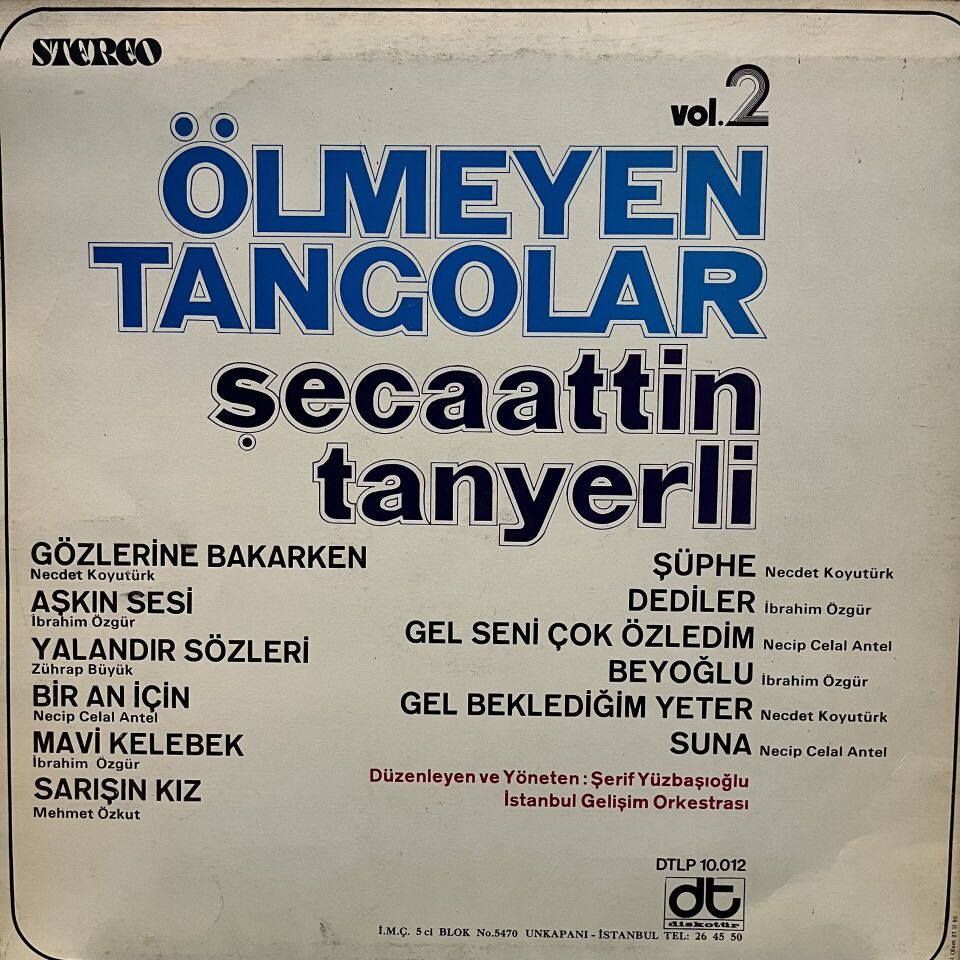 STEREO
vol.2
ÖLMEYEN
TANGOLAR
şecaattin
tanyerli
GÖZLERİNE BAKARKEN
Necdet Koyutürk
AŞKIN SESİ
İbrahim Özgür
YALANDIR SÖZLERİ
Zührap Büyük
BİR AN İÇİN
Necip Celal Antel
MAVİ KELEBEK
İbrahim Özgür
SARIŞIN KIZ
Mehmet Özkut
ŞÜPHE Necdet Koyutürk
DEDİLER İbrahim Özgür
GEL SENİ ÇOK ÖZLEDİM Necip Celal Antel
BEYOĞLU İbrahim Özgür
GEL BEKLEDİĞİM YETER Necdet Koyutürk
SUNA Necip Celal Antel
Düzenleyen ve Yöneten : Şerif Yüzbaşıoğlu
İstanbul Gelişim Orkestrası
DTLP 10.012
dt
diskotür
İ.M.Ç. 5 ci BLOK No.5470 UNKAPANI - İSTANBUL TEL: 26 45 50